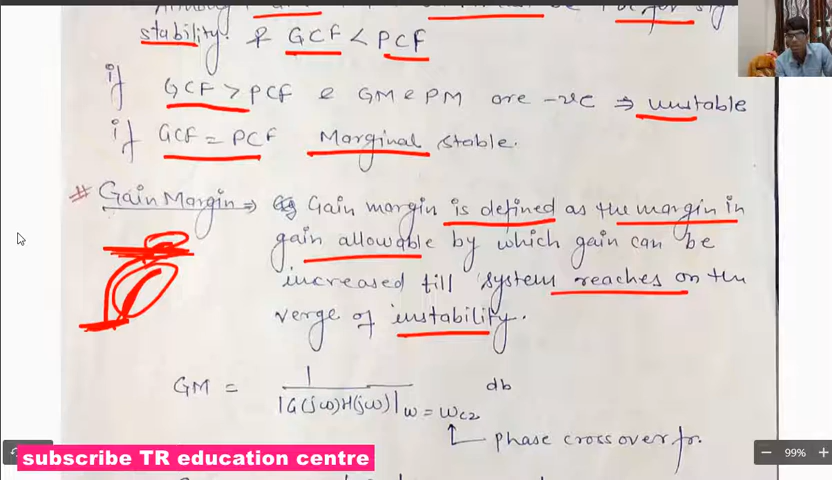 stability. & GCF < PCF
if GCF > PCF & GM & PM are -ve ⇒ unstable
if GCF = PCF Marginal stable.
# Gain Margin ⇒ Gain margin is defined as the margin in
gain allowable by which gain can be
increased till system reaches on the
verge of instability.
GM = 1 / |G(jω)H(jω)| ω = ωc2 db
phase cross over fr.
subscribe TR education centre
99%